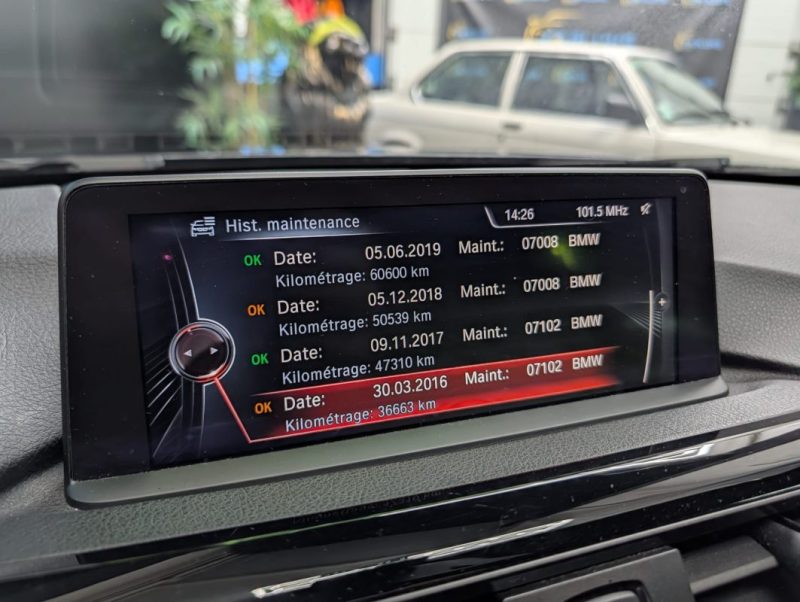 Hist. maintenance 14:26 101.5 MHz
OK Date: 05.06.2019 Maint.: 07008 BMW
Kilométrage: 60600 km
OK Date: 05.12.2018 Maint.: 07008 BMW
Kilométrage: 50539 km
OK Date: 09.11.2017 Maint.: 07102 BMW
Kilométrage: 47310 km
OK Date: 30.03.2016 Maint.: 07102 BMW
Kilométrage: 36663 km